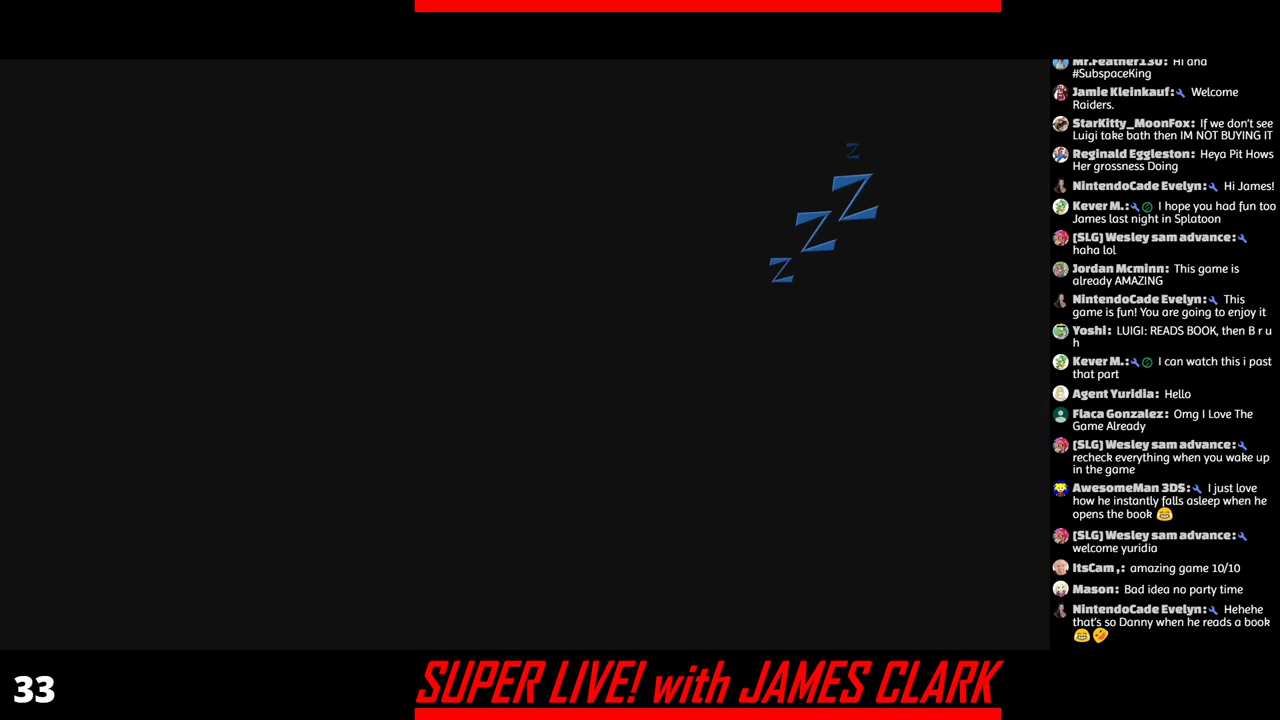 z
Z
Z
z
Mr.Feather130: Hi and
#SubspaceKing
Jamie Kleinkauf: Welcome
Raiders.
StarKitty_MoonFox: If we don't see
Luigi take bath then IM NOT BUYING IT
Reginald Eggleston: Heya Pit Hows
Her grossness Doing
NintendoCade Evelyn: Hi James!
Kever M.: I hope you had fun too
James last night in Splatoon
[SLG] Wesley sam advance:
haha lol
Jordan Mcminn: This game is
already AMAZING
NintendoCade Evelyn: This
game is fun! You are going to enjoy it
Yoshi: LUIGI: READS BOOK, then B r u
h
Kever M.: I can watch this i past
that part
Agent Yuridia: Hello
Flaca Gonzalez: Omg I Love The
Game Already
[SLG] Wesley sam advance:
recheck everything when you wake up
in the game
AwesomeMan 3DS: I just love
how he instantly falls asleep when he
opens the book 😂
[SLG] Wesley sam advance:
welcome yuridia
ItsCam ,: amazing game 10/10
Mason: Bad idea no party time
NintendoCade Evelyn: Hehehe
that's so Danny when he reads a book
😂🤣
33
SUPER LIVE! with JAMES CLARK